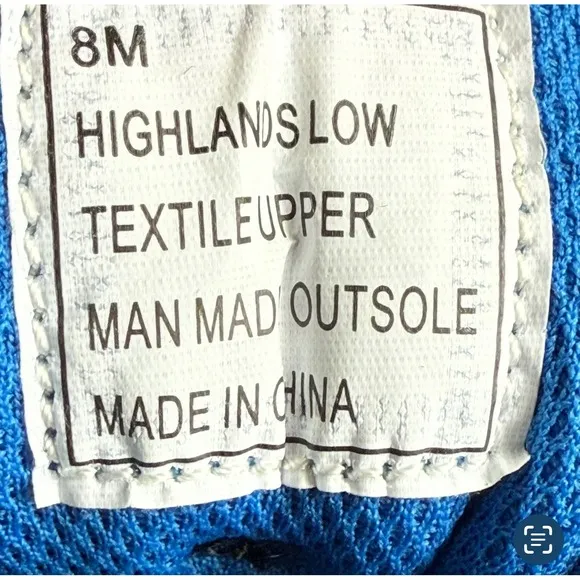 8M
HIGHLANDS LOW
TEXTILE UPPER
MAN MAD OUTSOLE
MADE IN CHINA